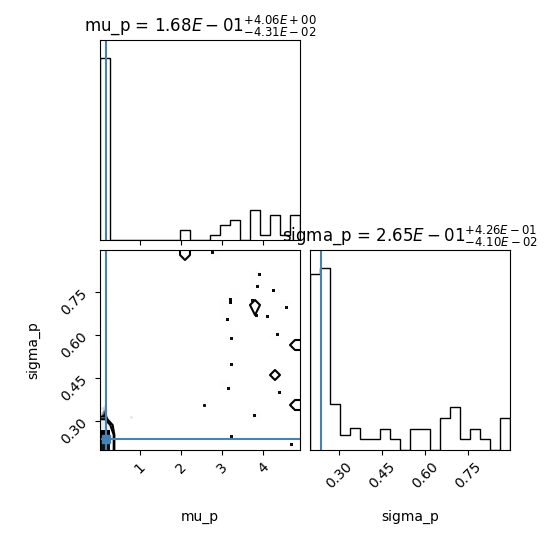 mu_p = 1.68E − 01+4.06E+00−4.31E−02
sigma_p = 2.65E − 01+4.26E−01−4.10E−02
0.75
0.60
0.45
0.30
sigma_p
1 2 3 4
0.30 0.45 0.60 0.75
mu_p sigma_p